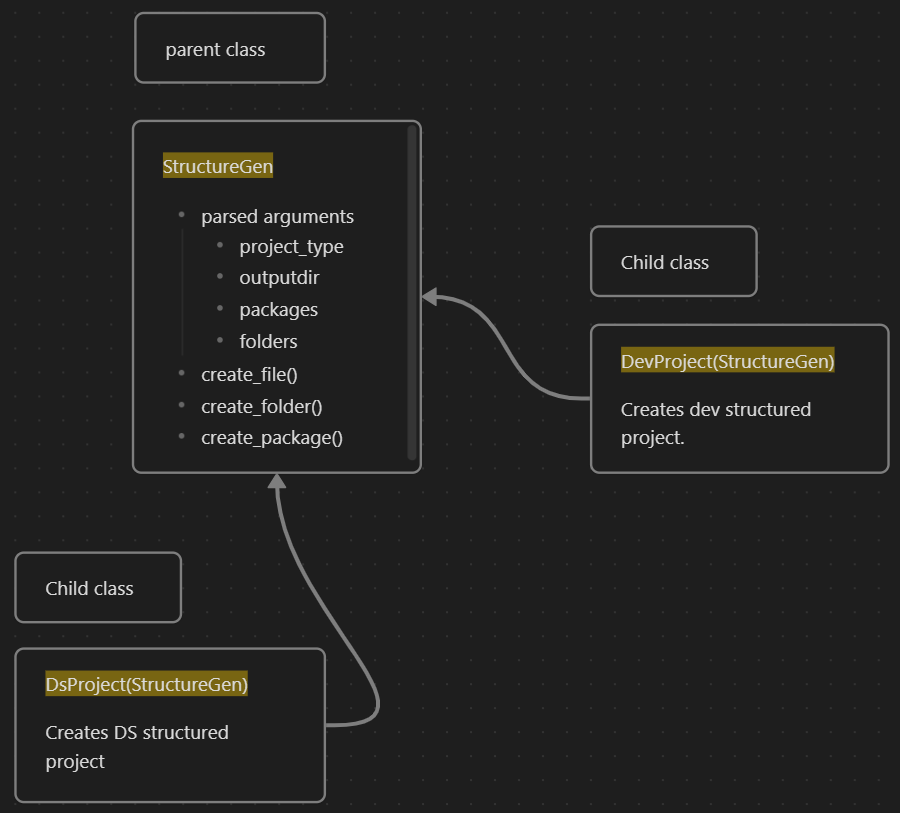 parent class
StructureGen
parsed arguments
project_type
outputdir
packages
folders
create_file()
create_folder()
create_package()
Child class
DevProject(StructureGen)
Creates dev structured
project.
Child class
DsProject(StructureGen)
Creates DS structured
project